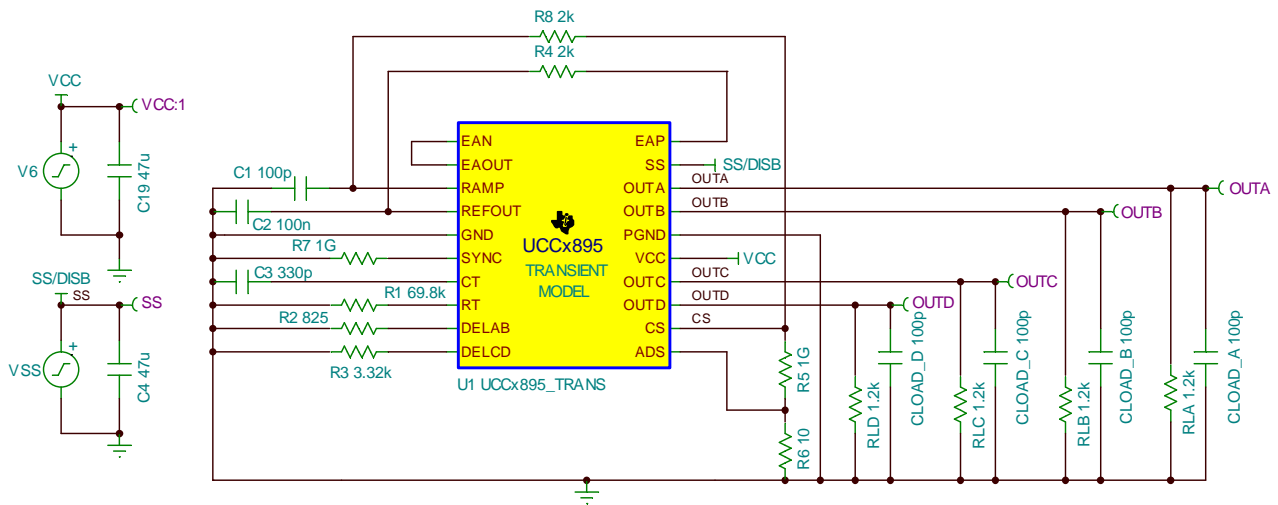 R8 2k
R4 2k
VCC
VCC:1
V6
+
C19 47u
SS/DISB
SS
SS
VSS
+
C4 47u
C1 100p
C2 100n
R7 1G
C3 330p
R1 69.8k
R2 825
R3 3.32k
EAN
EAOUT
RAMP
REFOUT
GND
SYNC
CT
RT
DELAB
DELCD
UCCx895
TRANSIENT
MODEL
U1 UCCx895_TRANS
EAP
SS
OUTA
OUTB
PGND
VCC
OUTC
OUTD
CS
ADS
SS/DISB
OUTA
OUTB
VCC
OUTC
OUTD
CS
OUTA
OUTB
OUTC
OUTD
R5 1G
R6 10
RLD 1.2k
CLOAD_D 100p
RLC 1.2k
CLOAD_C 100p
RLB 1.2k
CLOAD_B 100p
RLA 1.2k
CLOAD_A 100p